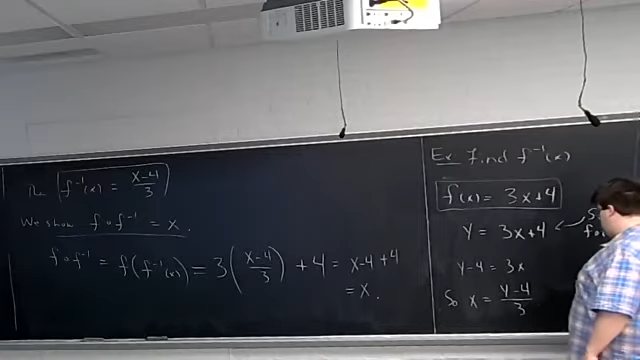 Then f⁻¹(x) = (x-4)/3
We show f∘f⁻¹ = x.
f∘f⁻¹ = f(f⁻¹(x)) = 3((x-4)/3) + 4 = x-4+4
= x.
Ex Find f⁻¹(x)
f(x) = 3x+4
y = 3x+4
y-4 = 3x
So x = (y-4)/3